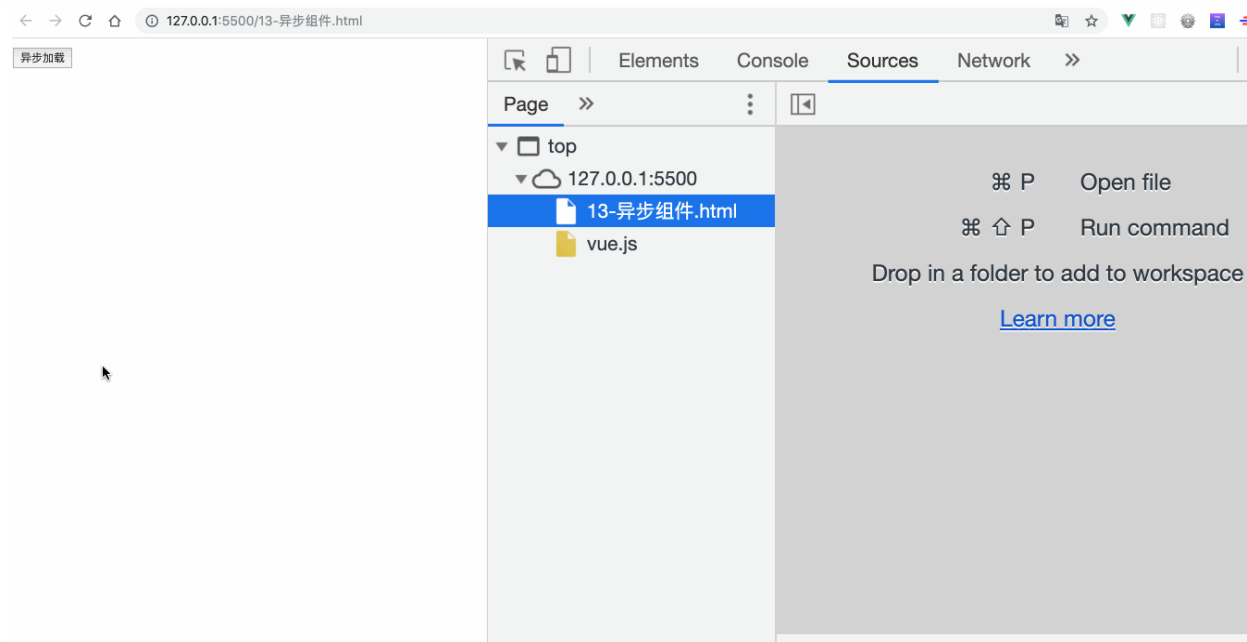 127.0.0.1:5500/13-异步组件.html
异步加载
Elements Console Sources Network »
Page »
top
127.0.0.1:5500
13-异步组件.html
vue.js
⌘ P Open file
⌘ ⇧ P Run command
Drop in a folder to add to workspace
Learn more